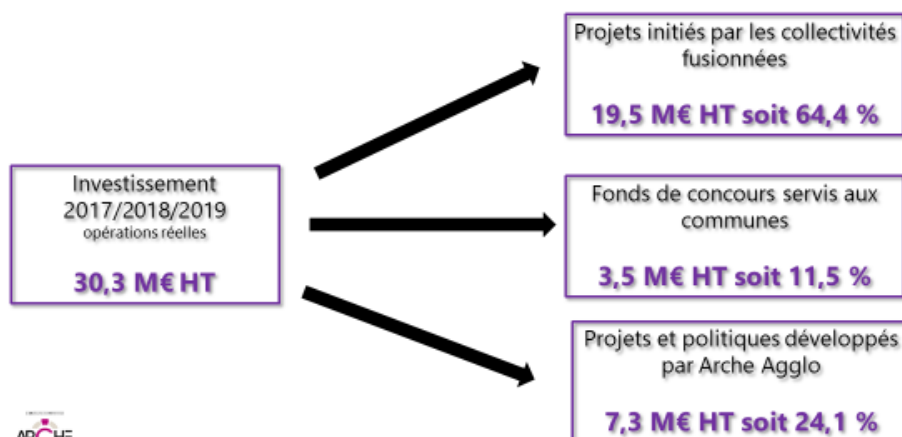 Investissement
2017/2018/2019
opérations réelles
30,3 M€ HT
Projets initiés par les collectivités
fusionnées
19,5 M€ HT soit 64,4 %
Fonds de concours servis aux
communes
3,5 M€ HT soit 11,5 %
Projets et politiques développés
par Arche Agglo
7,3 M€ HT soit 24,1 %
ARCHE